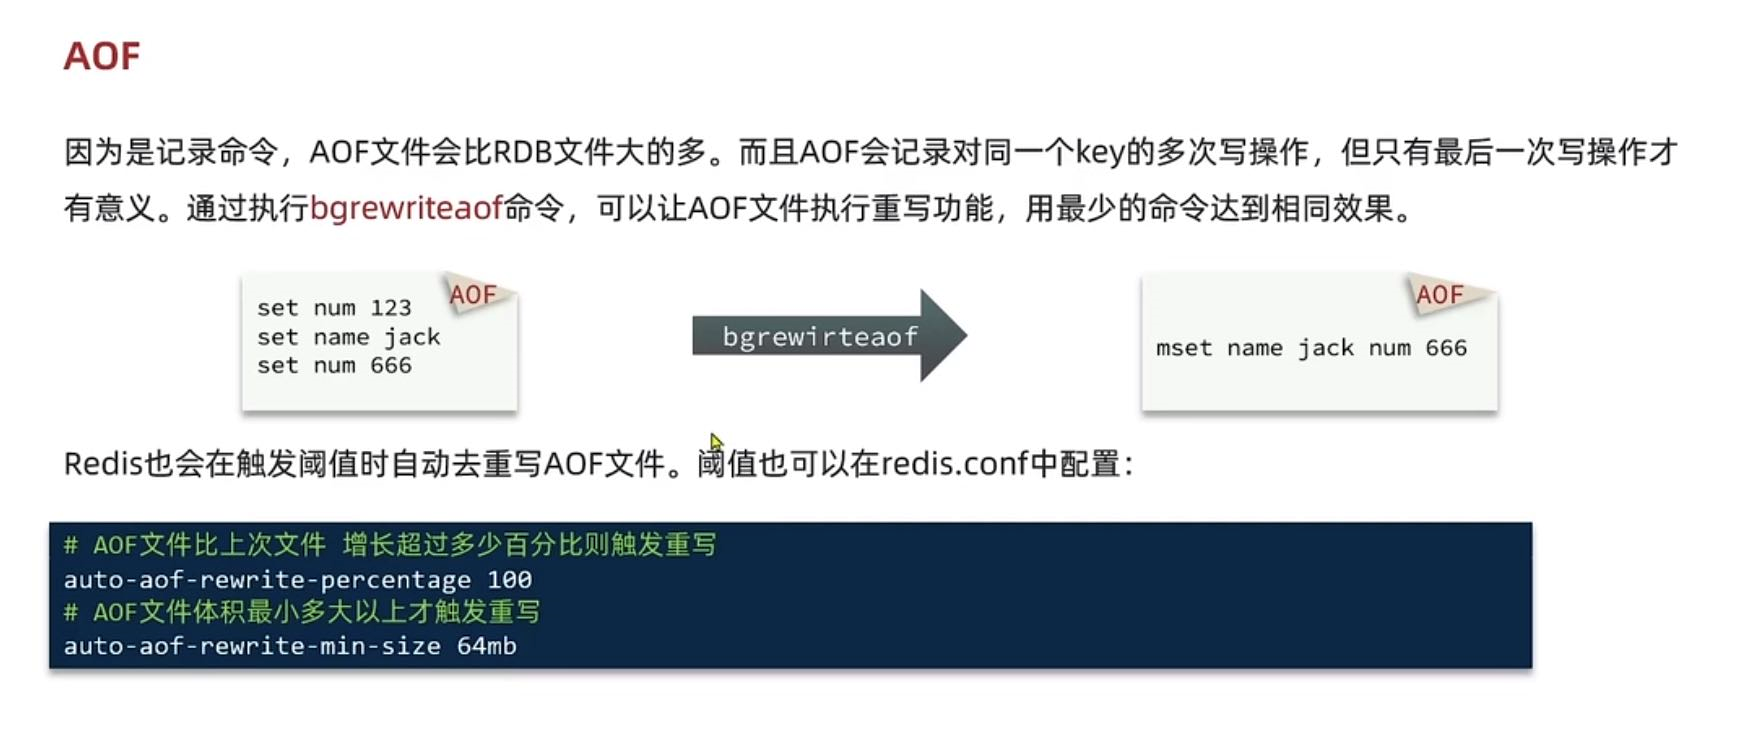 AOF
因为是记录命令，AOF文件会比RDB文件大的多。而且AOF会记录对同一个key的多次写操作，但只有最后一次写操作才
有意义。通过执行bgrewriteaof命令，可以让AOF文件执行重写功能，用最少的命令达到相同效果。
AOF
set num 123
set name jack
set num 666
bgrewirteaof
AOF
mset name jack num 666
Redis也会在触发阈值时自动去重写AOF文件。阈值也可以在redis.conf中配置：
# AOF文件比上次文件 增长超过多少百分比则触发重写
auto-aof-rewrite-percentage 100
# AOF文件体积最小多大以上才触发重写
auto-aof-rewrite-min-size 64mb